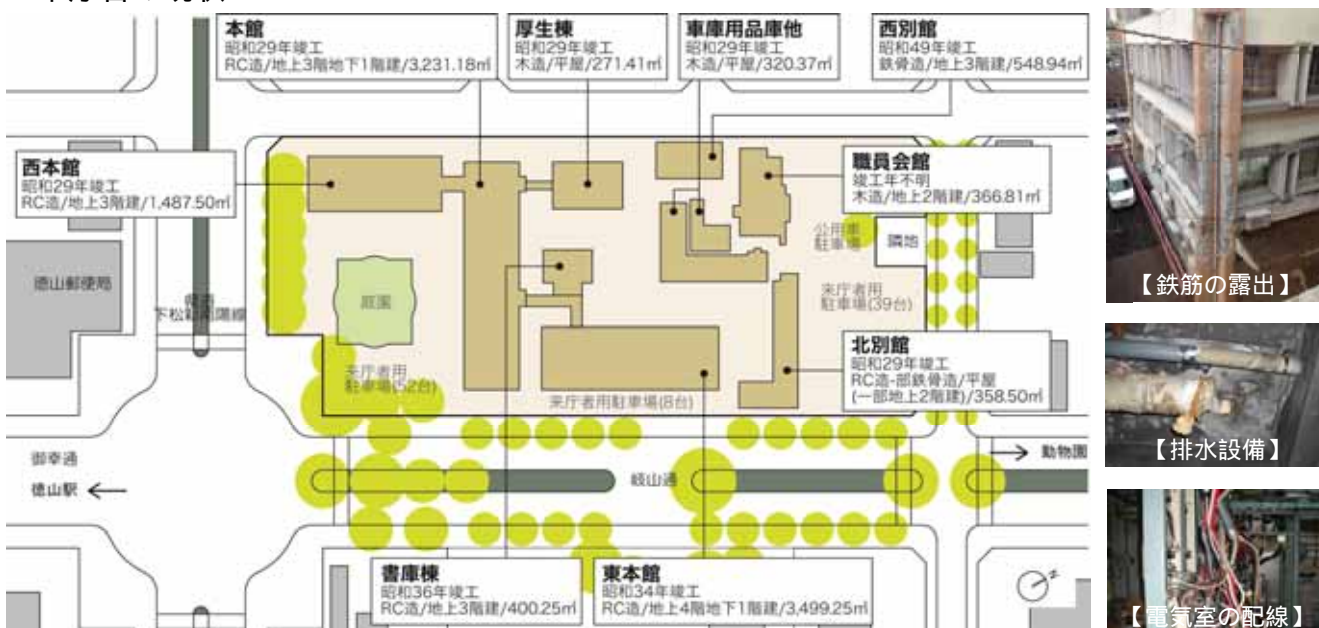 本館
昭和29年竣工
RC造/地上3階地下1階建/3,231.18㎡
厚生棟
昭和29年竣工
木造/平屋/271.41㎡
車庫用品庫他
昭和29年竣工
木造/平屋/320.37㎡
西別館
昭和49年竣工
鉄骨造/地上3階建/548.94㎡
西本館
昭和29年竣工
RC造/地上3階建/1,487.50㎡
職員会館
竣工年不明
木造/地上2階建/366.81㎡
公用車
駐車場
隣地
徳山郵便局
庭園
来庁者用
駐車場(39台)
北別館
昭和29年竣工
RC造-部鉄骨造/平屋
(一部地上2階建)/358.50㎡
来庁者用
駐車場(52台)
来庁者用駐車場(8台)
御幸通
徳山駅
岐山通
動物園
書庫棟
昭和36年竣工
RC造/地上3階建/400.25㎡
東本館
昭和34年竣工
RC造/地上4階地下1階建/3,499.25㎡
【鉄筋の露出】
【排水設備】
【電気室の配線】